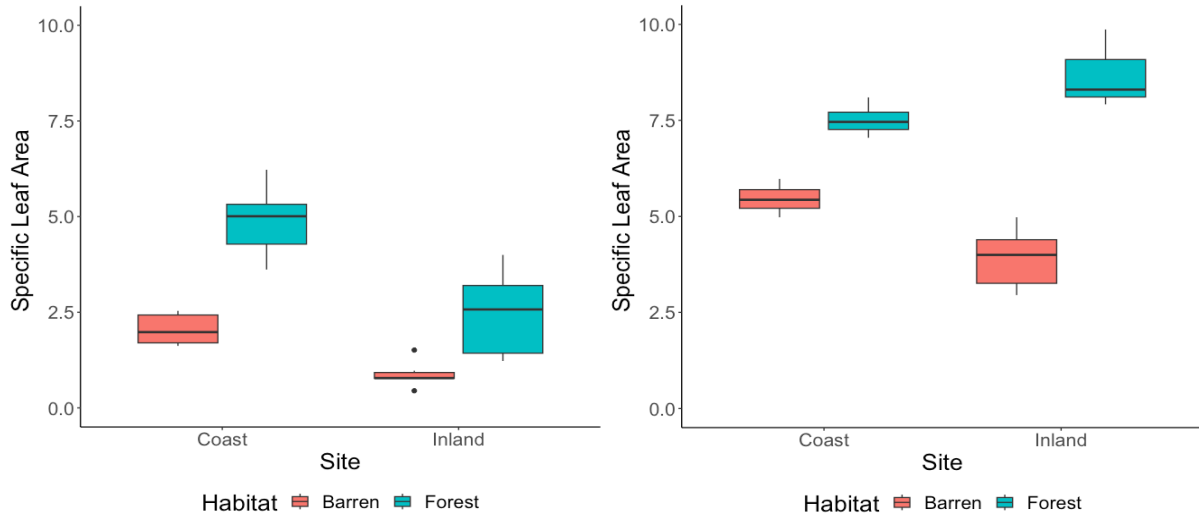 10.0
7.5
5.0
2.5
0.0
Specific Leaf Area
Coast Inland
Site
Habitat Barren Forest
10.0
7.5
5.0
2.5
0.0
Specific Leaf Area
Coast Inland
Site
Habitat Barren Forest